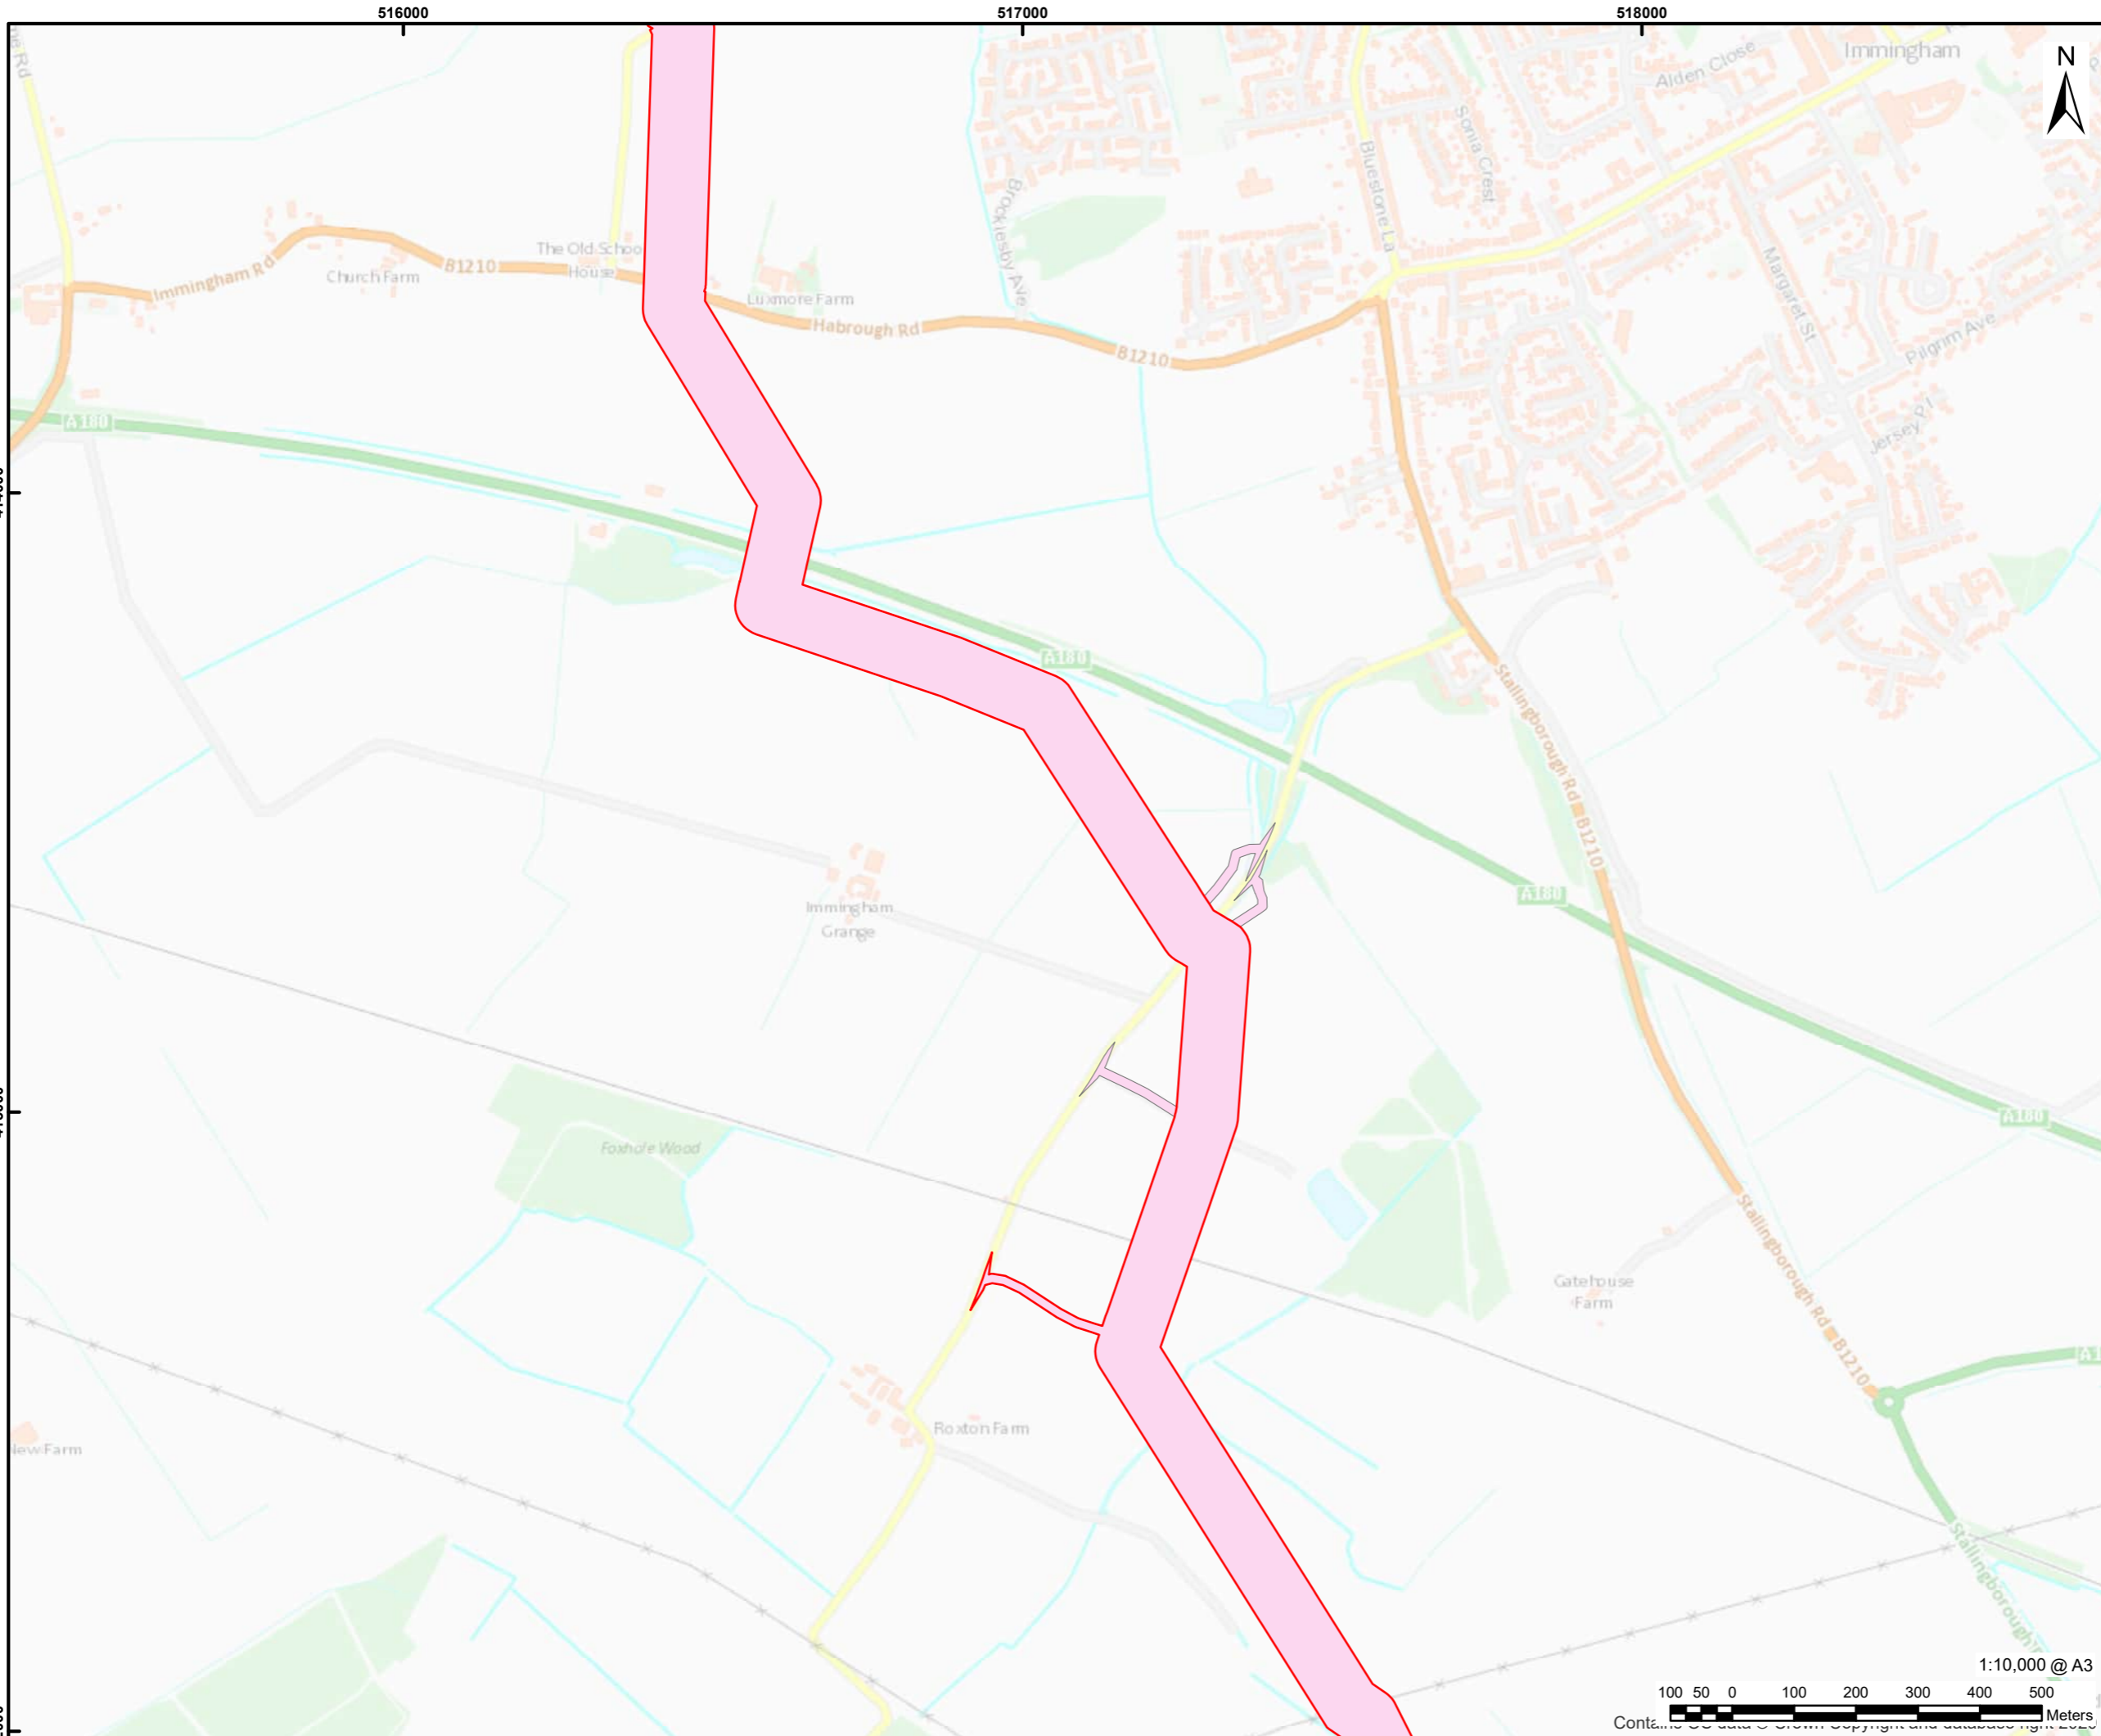 516000
517000
518000
N
Immingham
Alden Close
Sonia Crest
Bluestone La
Brocklesby Ave
Margaret St
Pilgrim Ave
Jersey Pl
The Old School
House
Immingham Rd
B1210
Church Farm
Luxmore Farm
Habrough Rd
B1210
A180
A180
Stallingborough Rd
B1210
A180
A180
Immingham
Grange
Foxhole Wood
Gatehouse
Farm
Stallingborough Rd
B1210
Roxton Farm
New Farm
1:10,000 @ A3
100 50 0 100 200 300 400 500
Meters